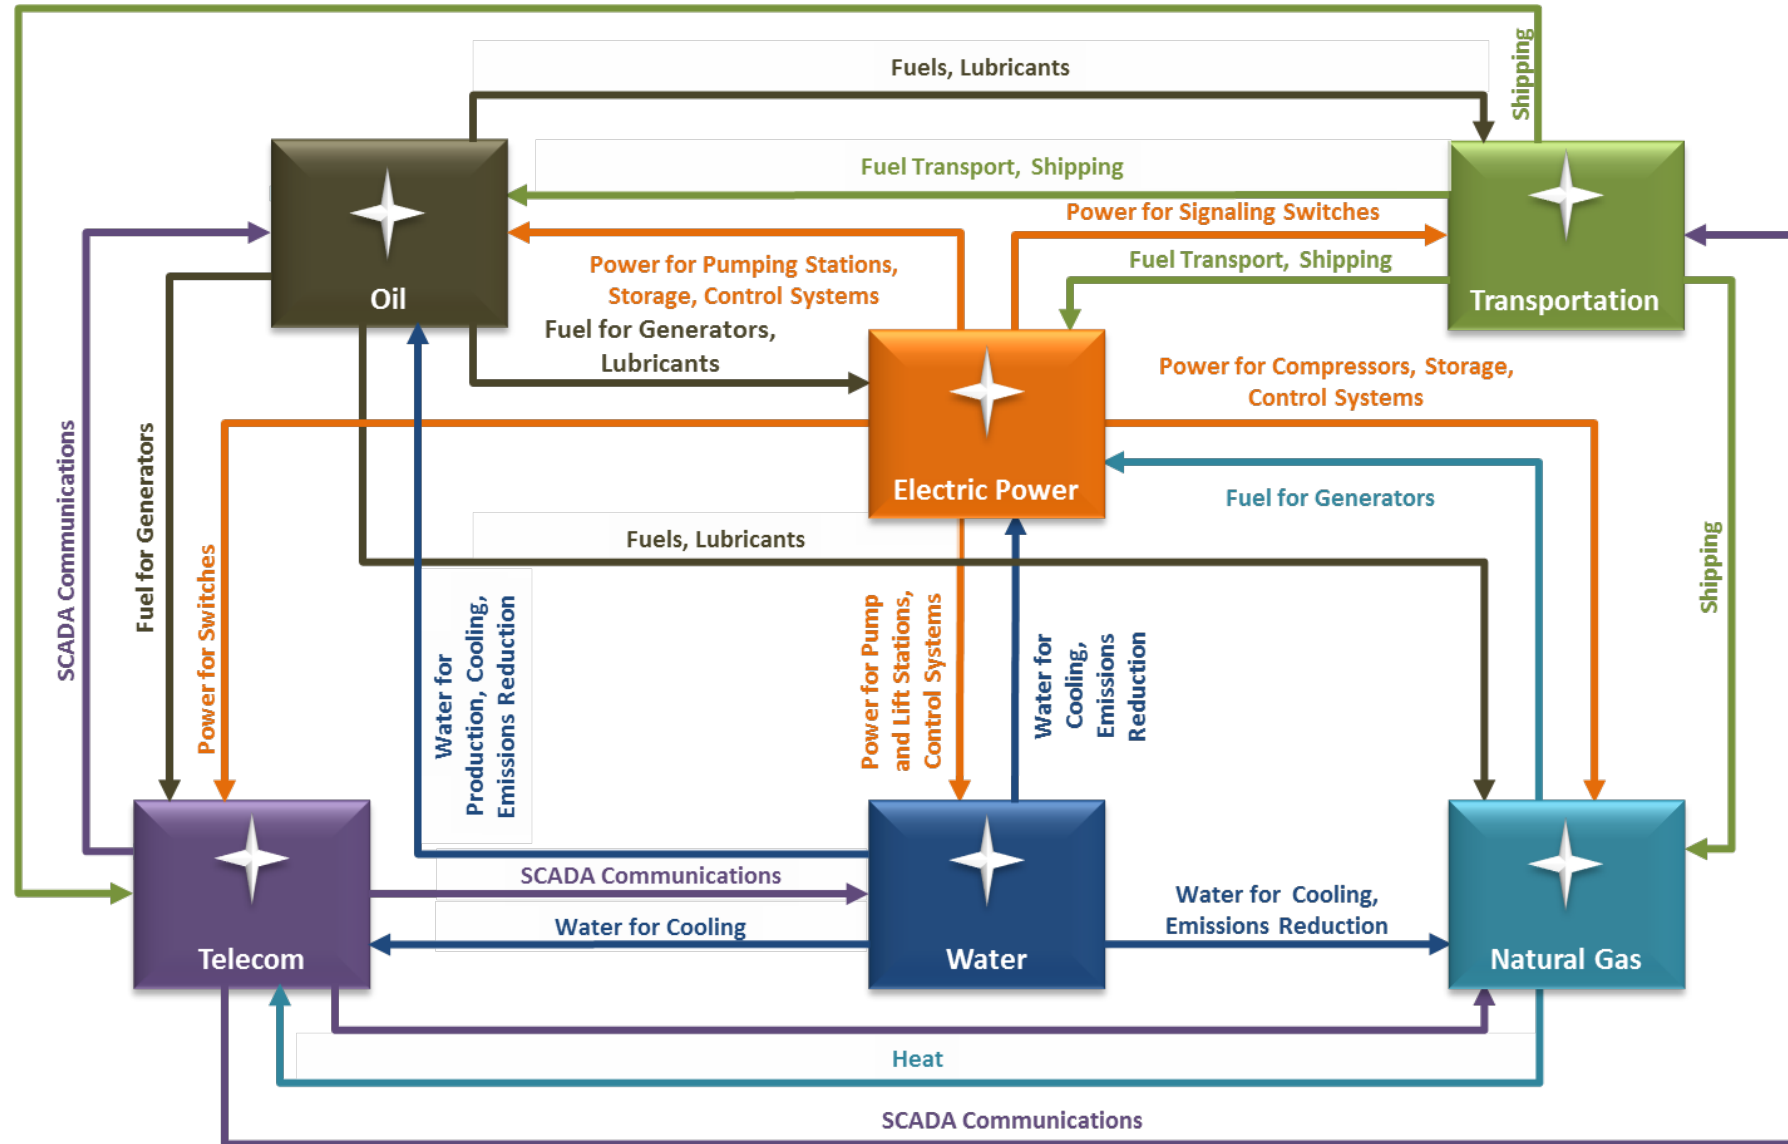 Shipping
Fuels, Lubricants
Fuel Transport, Shipping
Power for Signaling Switches
Power for Pumping Stations,
Storage, Control Systems
Fuel Transport, Shipping
Oil
Transportation
Fuel for Generators,
Lubricants
Power for Compressors, Storage,
Control Systems
Electric Power
Fuel for Generators
SCADA Communications
Fuel for Generators
Power for Switches
Fuels, Lubricants
Shipping
Water for
Production, Cooling,
Emissions Reduction
Power for Pump
and Lift Stations,
Control Systems
Water for
Cooling,
Emissions
Reduction
SCADA Communications
Water for Cooling
Water for Cooling,
Emissions Reduction
Telecom
Water
Natural Gas
Heat
SCADA Communications